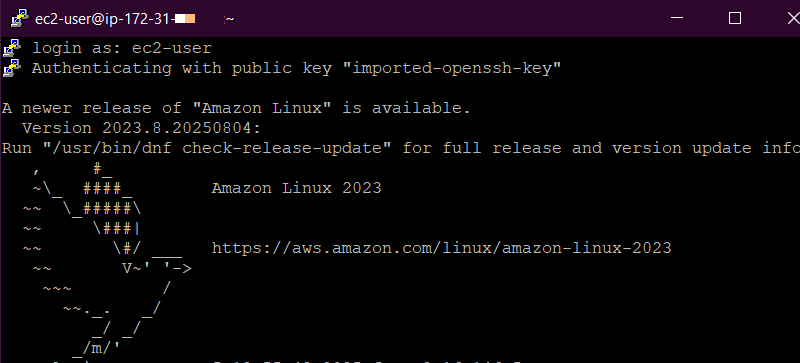 ec2-user@ip-172-31- :~
login as: ec2-user
Authenticating with public key "imported-openssh-key"
A newer release of "Amazon Linux" is available.
  Version 2023.8.20250804:
Run "/usr/bin/dnf check-release-update" for full release and version update info
   ,     #_
   ~\_  ####_        Amazon Linux 2023
  ~~  \_#####\
  ~~     \###|
  ~~       \#/ ___   https://aws.amazon.com/linux/amazon-linux-2023
   ~~       V~' '->
    ~~~         /
      ~~._.   _/
         _/ _/
       _/m/'